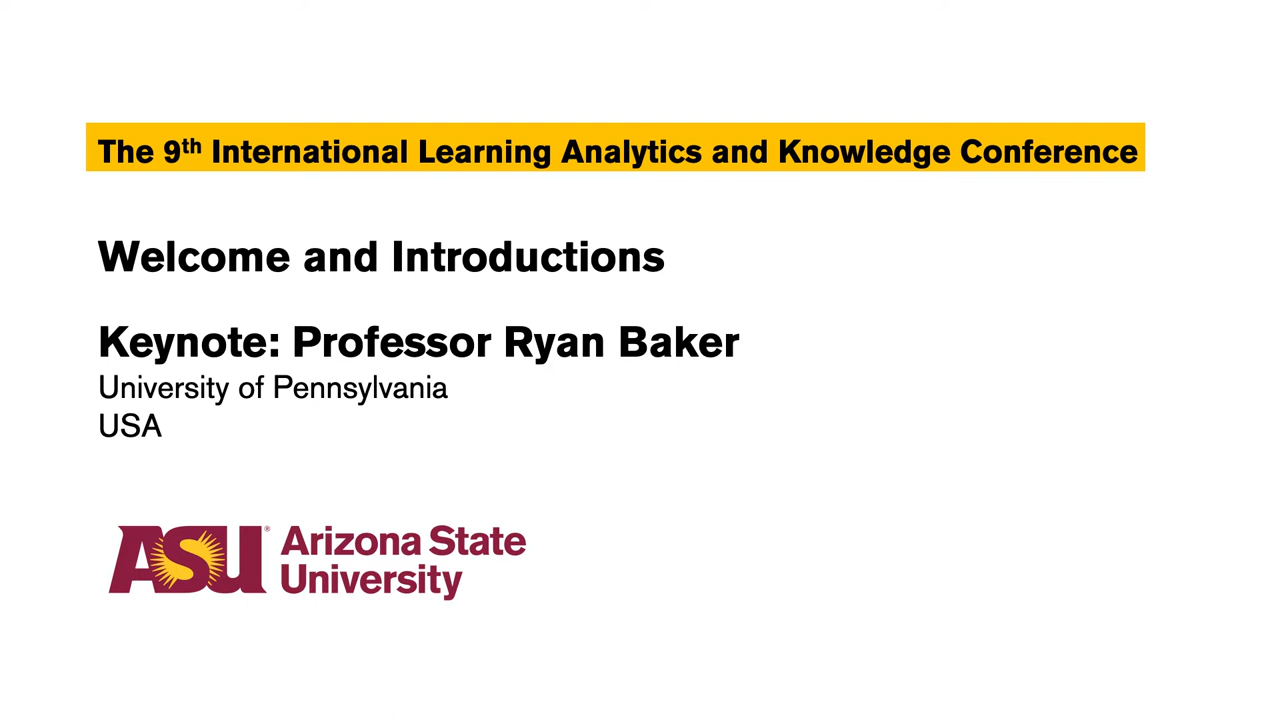 The 9th International Learning Analytics and Knowledge Conference
Welcome and Introductions
Keynote: Professor Ryan Baker
University of Pennsylvania
USA
ASU® Arizona State
University